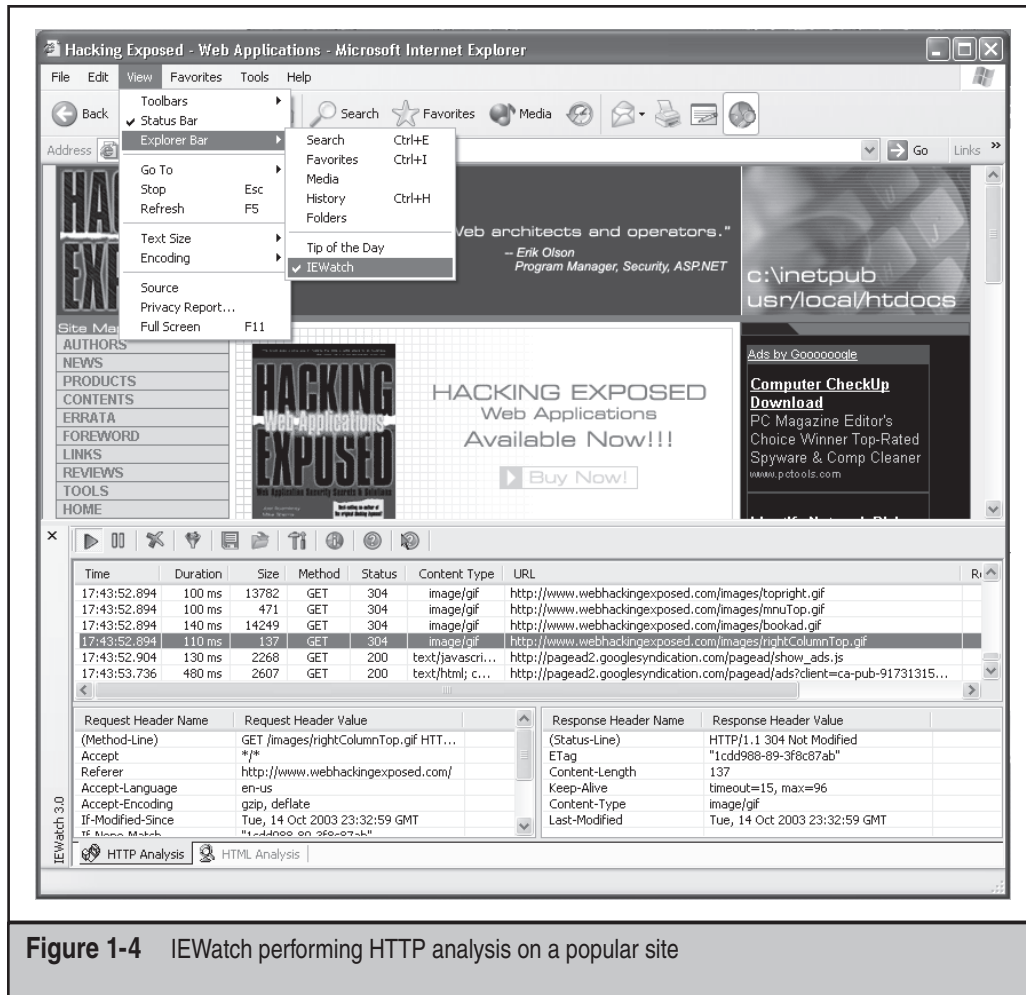 Hacking Exposed - Web Applications - Microsoft Internet Explorer
File Edit View Favorites Tools Help
Back Search Favorites Media
Toolbars
Status Bar
Explorer Bar
Go To
Stop Esc
Refresh F5
Text Size
Encoding
Source
Privacy Report...
Full Screen F11
Search Ctrl+E
Favorites Ctrl+I
Media
History Ctrl+H
Folders
Tip of the Day
IEWatch
Address Go Links »
HACKING
EXPOSED
Web architects and operators."
-- Erik Olson
Program Manager, Security, ASP.NET
c:\inetpub
usr/local/htdocs
Site Map
AUTHORS
NEWS
PRODUCTS
CONTENTS
ERRATA
FOREWORD
LINKS
REVIEWS
TOOLS
HOME
HACKING
Web Applications
EXPOSED
Web Application Security Secrets & Solutions
HACKING EXPOSED
Web Applications
Available Now!!!
Buy Now!
Ads by Goooooogle
Computer CheckUp
Download
PC Magazine Editor's
Choice Winner Top-Rated
Spyware & Comp Cleaner
www.pctools.com
Time Duration Size Method Status Content Type URL
17:43:52.894 100 ms 13782 GET 304 image/gif http://www.webhackingexposed.com/images/topright.gif
17:43:52.894 100 ms 471 GET 304 image/gif http://www.webhackingexposed.com/images/mnuTop.gif
17:43:52.894 140 ms 14249 GET 304 image/gif http://www.webhackingexposed.com/images/bookad.gif
17:43:52.894 110 ms 137 GET 304 image/gif http://www.webhackingexposed.com/images/rightColumnTop.gif
17:43:52.904 130 ms 2268 GET 200 text/javascri... http://pagead2.googlesyndication.com/pagead/show_ads.js
17:43:53.736 480 ms 2607 GET 200 text/html; c... http://pagead2.googlesyndication.com/pagead/ads?client=ca-pub-91731315...
Request Header Name Request Header Value
(Method-Line) GET /images/rightColumnTop.gif HTT...
Accept */*
Referer http://www.webhackingexposed.com/
Accept-Language en-us
Accept-Encoding gzip, deflate
If-Modified-Since Tue, 14 Oct 2003 23:32:59 GMT
If-None-Match "1cdd988-89-3f8c87ab"
Response Header Name Response Header Value
(Status-Line) HTTP/1.1 304 Not Modified
ETag "1cdd988-89-3f8c87ab"
Content-Length 137
Keep-Alive timeout=15, max=96
Content-Type image/gif
Last-Modified Tue, 14 Oct 2003 23:32:59 GMT
IEWatch 3.0
HTTP Analysis HTML Analysis
Figure 1-4 IEWatch performing HTTP analysis on a popular site